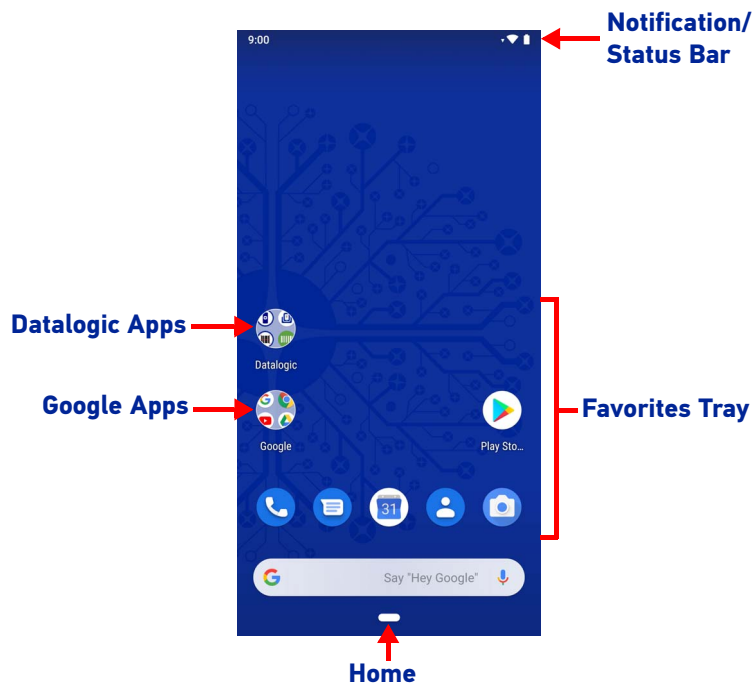 Notification/
Status Bar
9:00
Datalogic Apps
Datalogic
Google Apps
Google
Play Sto...
Favorites Tray
31
G
Say "Hey Google"
Home